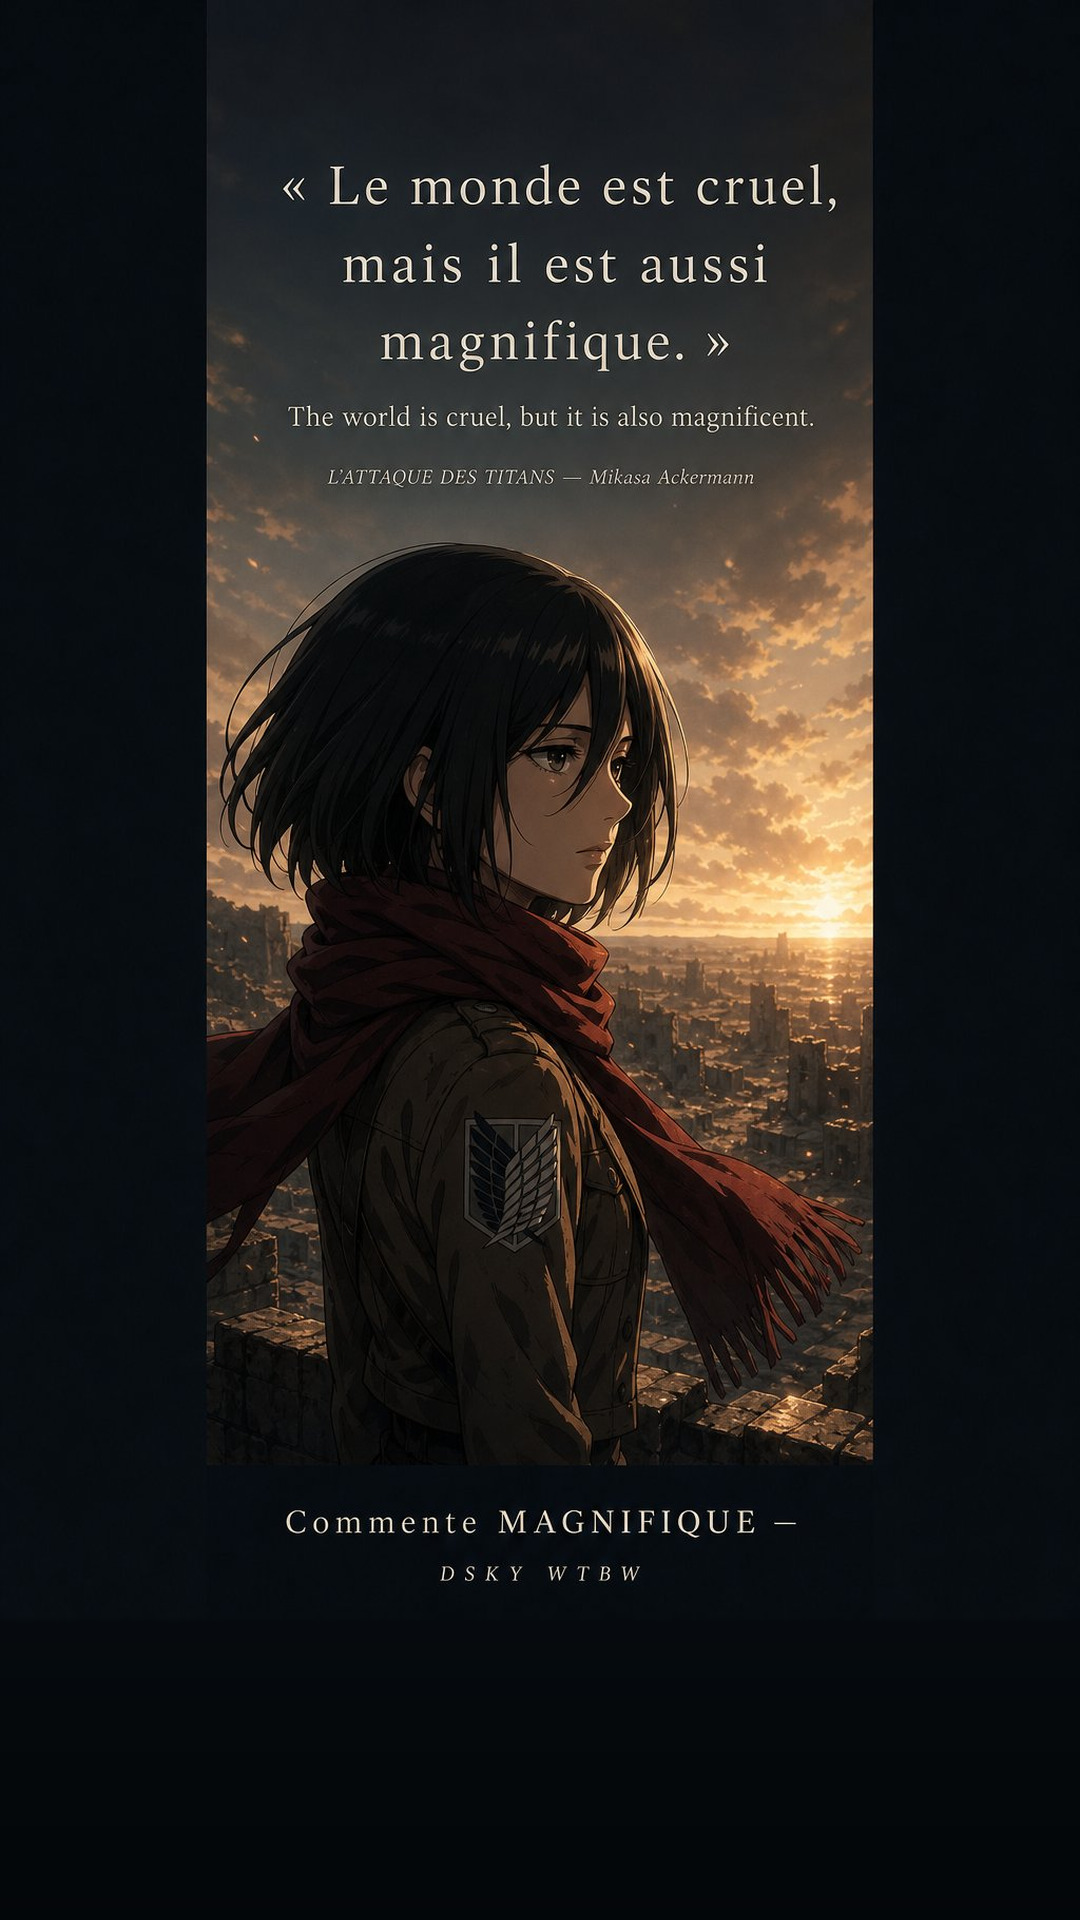 « Le monde est cruel,
mais il est aussi
magnifique. »
The world is cruel, but it is also magnificent.
L'ATTAQUE DES TITANS — Mikasa Ackermann
Commente MAGNIFIQUE —
DSKY WTBW